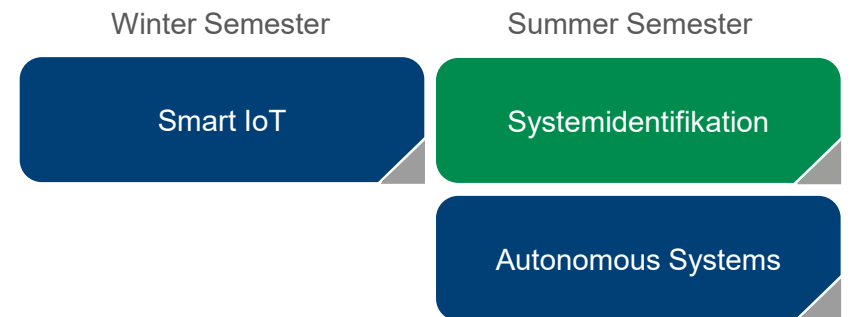 Winter Semester
Summer Semester
Smart IoT
Systemidentifikation
Autonomous Systems